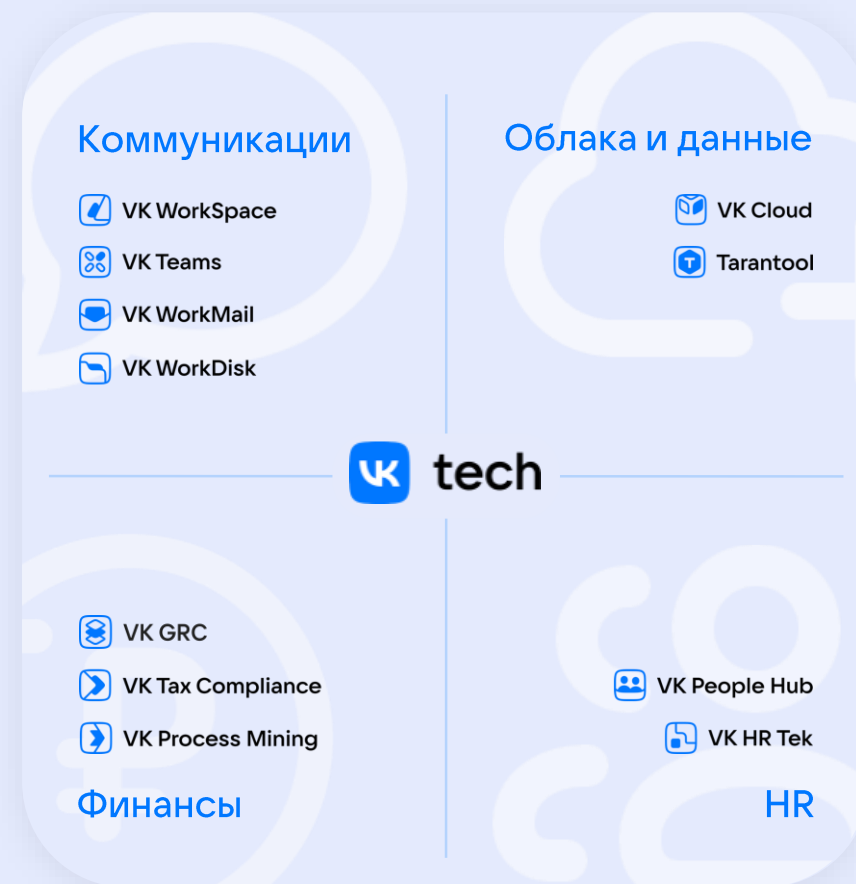 Коммуникации
VK WorkSpace
VK Teams
VK WorkMail
VK WorkDisk
Облака и данные
VK Cloud
Tarantool
VK tech
VK GRC
VK Tax Compliance
VK Process Mining
Финансы
VK People Hub
VK HR Tek
HR